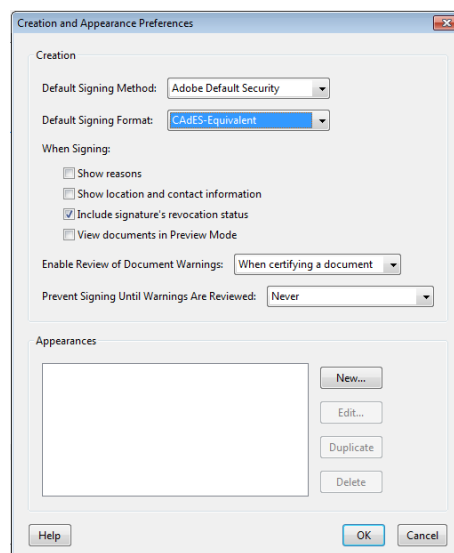 Creation and Appearance Preferences
Creation
Default Signing Method: Adobe Default Security
Default Signing Format: CAdES-Equivalent
When Signing:
Show reasons
Show location and contact information
Include signature's revocation status
View documents in Preview Mode
Enable Review of Document Warnings: When certifying a document
Prevent Signing Until Warnings Are Reviewed: Never
Appearances
New...
Edit...
Duplicate
Delete
Help OK Cancel